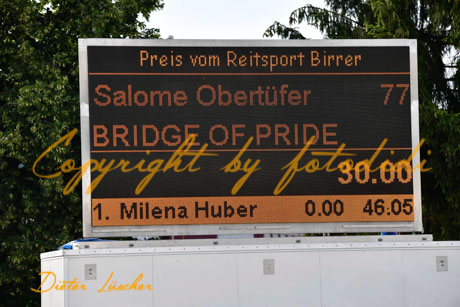 Preis vom Reitsport Birrer
Salome Obertüfer 77
BRIDGE OF PRIDE
Copyright by fotodidi
30.00
1. Milena Huber 0.00 46.05
Dieter Lüscher